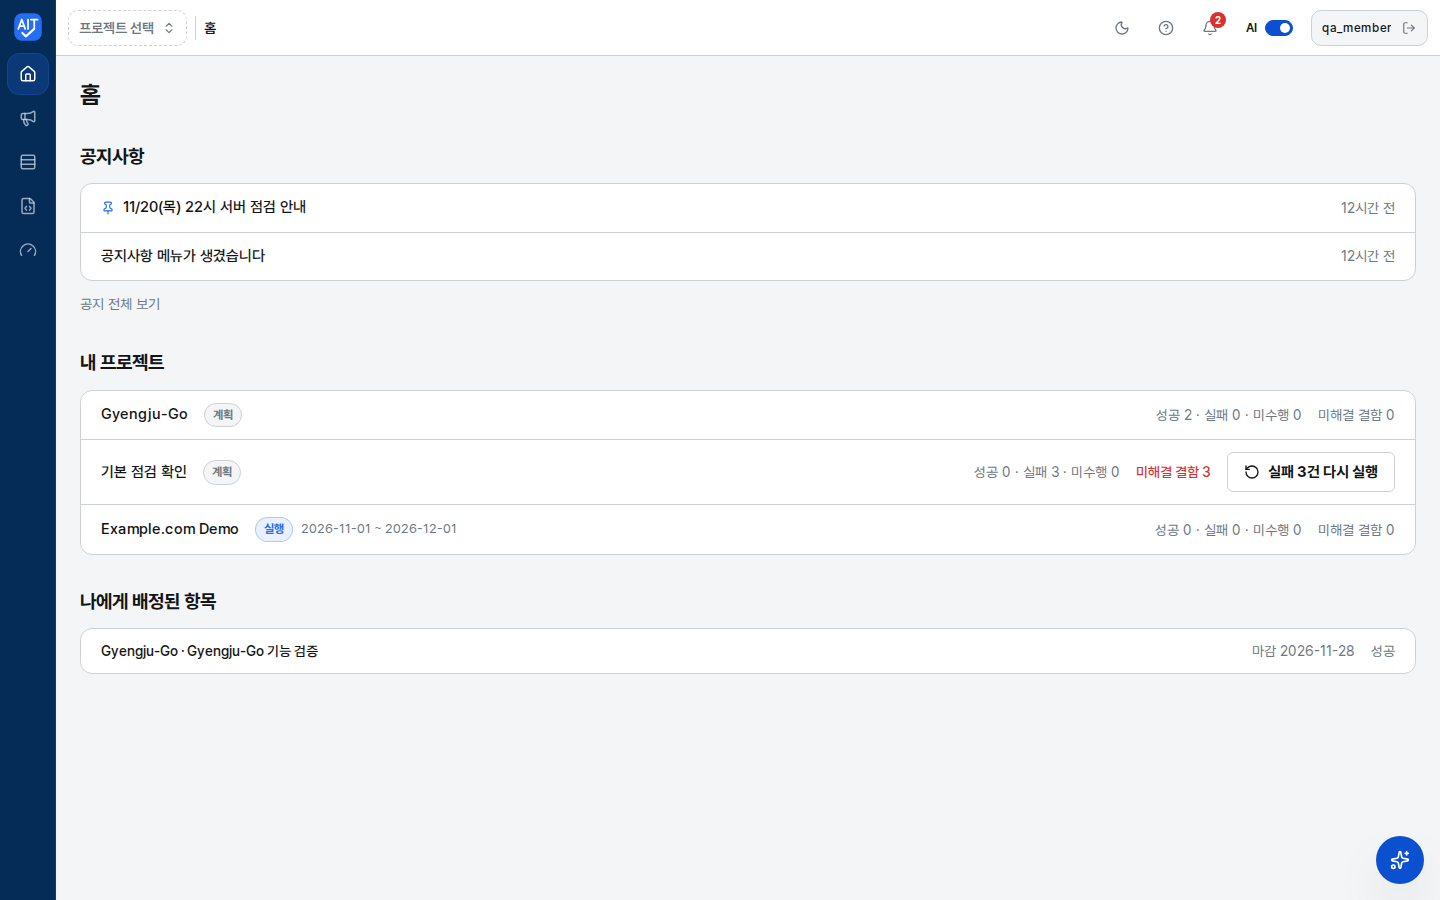 AIT
프로젝트 선택
홈
2
AI
qa_member
홈
공지사항
11/20(목) 22시 서버 점검 안내
12시간 전
공지사항 메뉴가 생겼습니다
12시간 전
공지 전체 보기
내 프로젝트
Gyengju-Go 계획
성공 2 · 실패 0 · 미수행 0 미해결 결함 0
기본 점검 확인 계획
성공 0 · 실패 3 · 미수행 0 미해결 결함 3 실패 3건 다시 실행
Example.com Demo 실행 2026-11-01 ~ 2026-12-01
성공 0 · 실패 0 · 미수행 0 미해결 결함 0
나에게 배정된 항목
Gyengju-Go · Gyengju-Go 기능 검증
마감 2026-11-28 성공